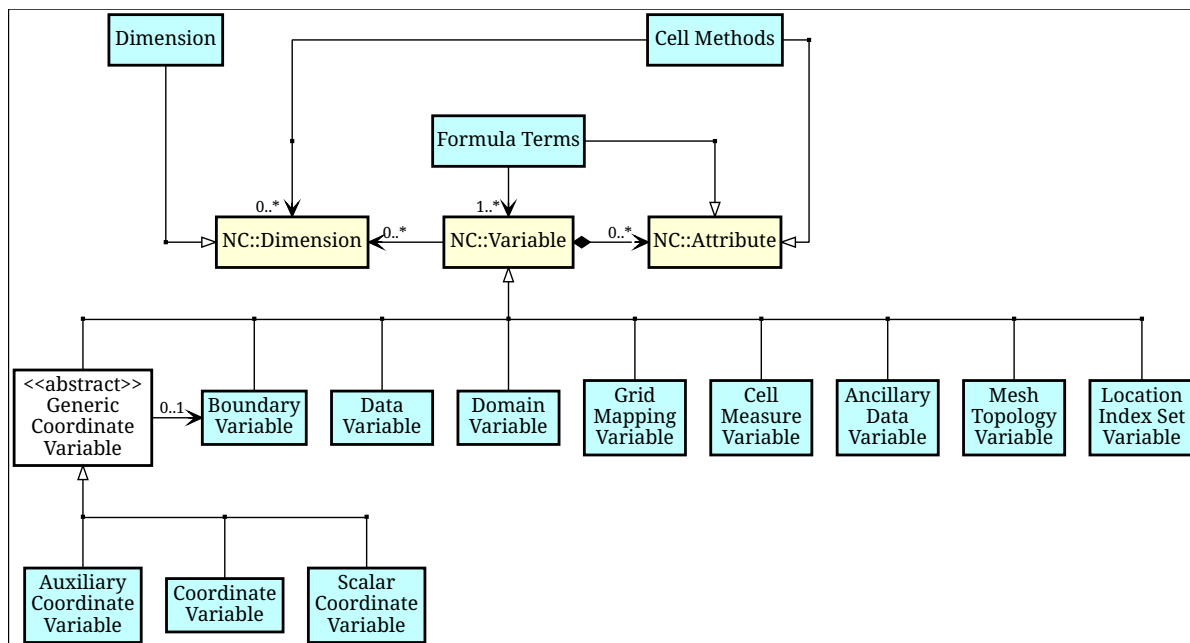 Dimension
Cell Methods
Formula Terms
0..*
1..*
NC::Dimension
0..*
NC::Variable
0..*
NC::Attribute
<<abstract>>
Generic
Coordinate
Variable
0..1
Boundary
Variable
Data
Variable
Domain
Variable
Grid
Mapping
Variable
Cell
Measure
Variable
Ancillary
Data
Variable
Mesh
Topology
Variable
Location
Index Set
Variable
Auxiliary
Coordinate
Variable
Coordinate
Variable
Scalar
Coordinate
Variable